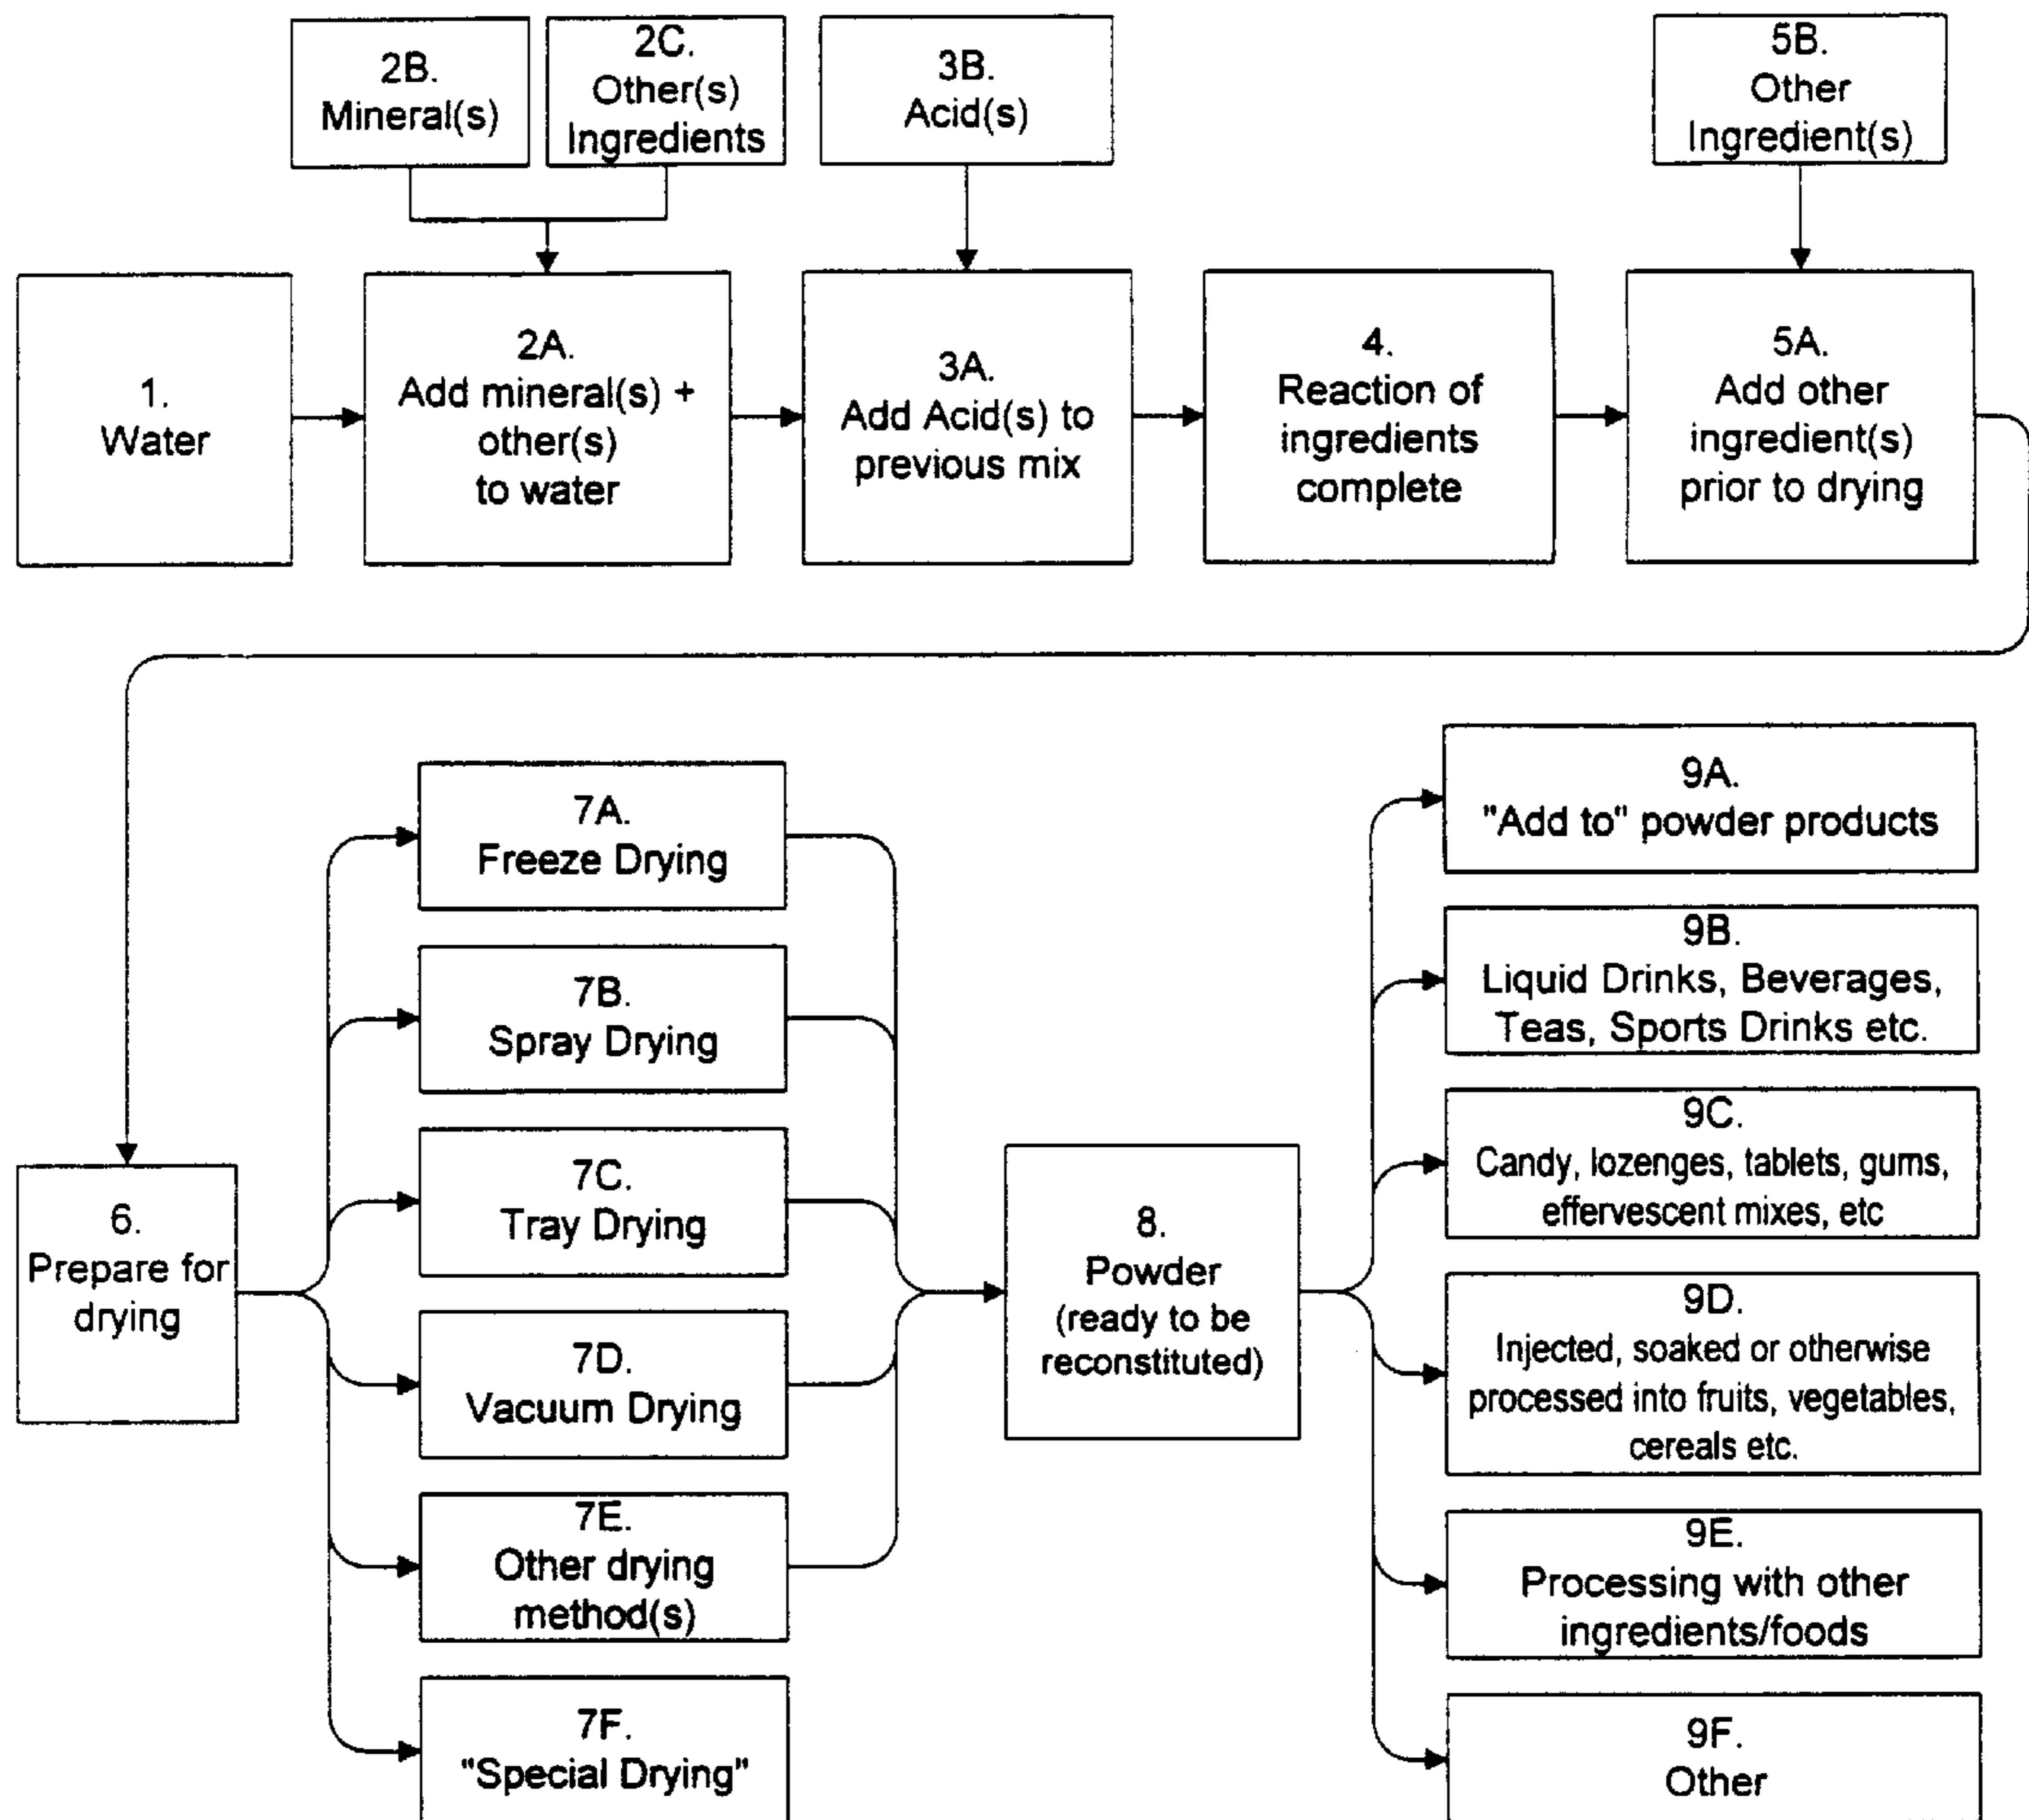 2B.
Mineral(s)
2C.
Other(s)
Ingredients
3B.
Acid(s)
5B.
Other
Ingredient(s)
1.
Water
2A.
Add mineral(s) +
other(s)
to water
3A.
Add Acid(s) to
previous mix
4.
Reaction of
ingredients
complete
5A.
Add other
ingredient(s)
prior to drying
6.
Prepare for
drying
7A.
Freeze Drying
7B.
Spray Drying
7C.
Tray Drying
7D.
Vacuum Drying
7E.
Other drying
method(s)
7F.
"Special Drying"
8.
Powder
(ready to be
reconstituted)
9A.
"Add to" powder products
9B.
Liquid Drinks, Beverages,
Teas, Sports Drinks etc.
9C.
Candy, lozenges, tablets, gums,
effervescent mixes, etc
9D.
Injected, soaked or otherwise
processed into fruits, vegetables,
cereals etc.
9E.
Processing with other
ingredients/foods
9F.
Other